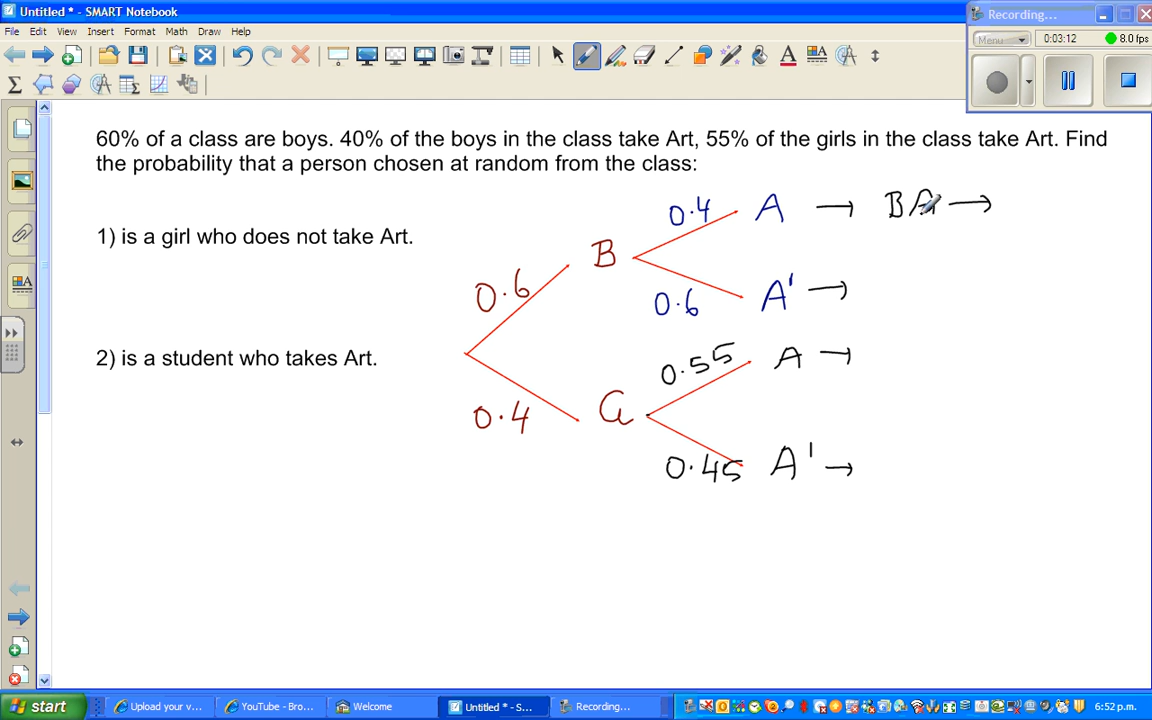 Untitled * - SMART Notebook
Recording...
File Edit View Insert Format Math Draw Help
Menu
0:03:12
8.0 fps
60% of a class are boys. 40% of the boys in the class take Art, 55% of the girls in the class take Art. Find
the probability that a person chosen at random from the class:
0.4 A → BA →
1) is a girl who does not take Art.
B
0.6
0.6 A' →
2) is a student who takes Art.
0.55 A →
0.4 G
0.45 A' →
start
Upload your v...
YouTube - Bro...
Welcome
Untitled * - S...
Recording...
6:52 p.m.